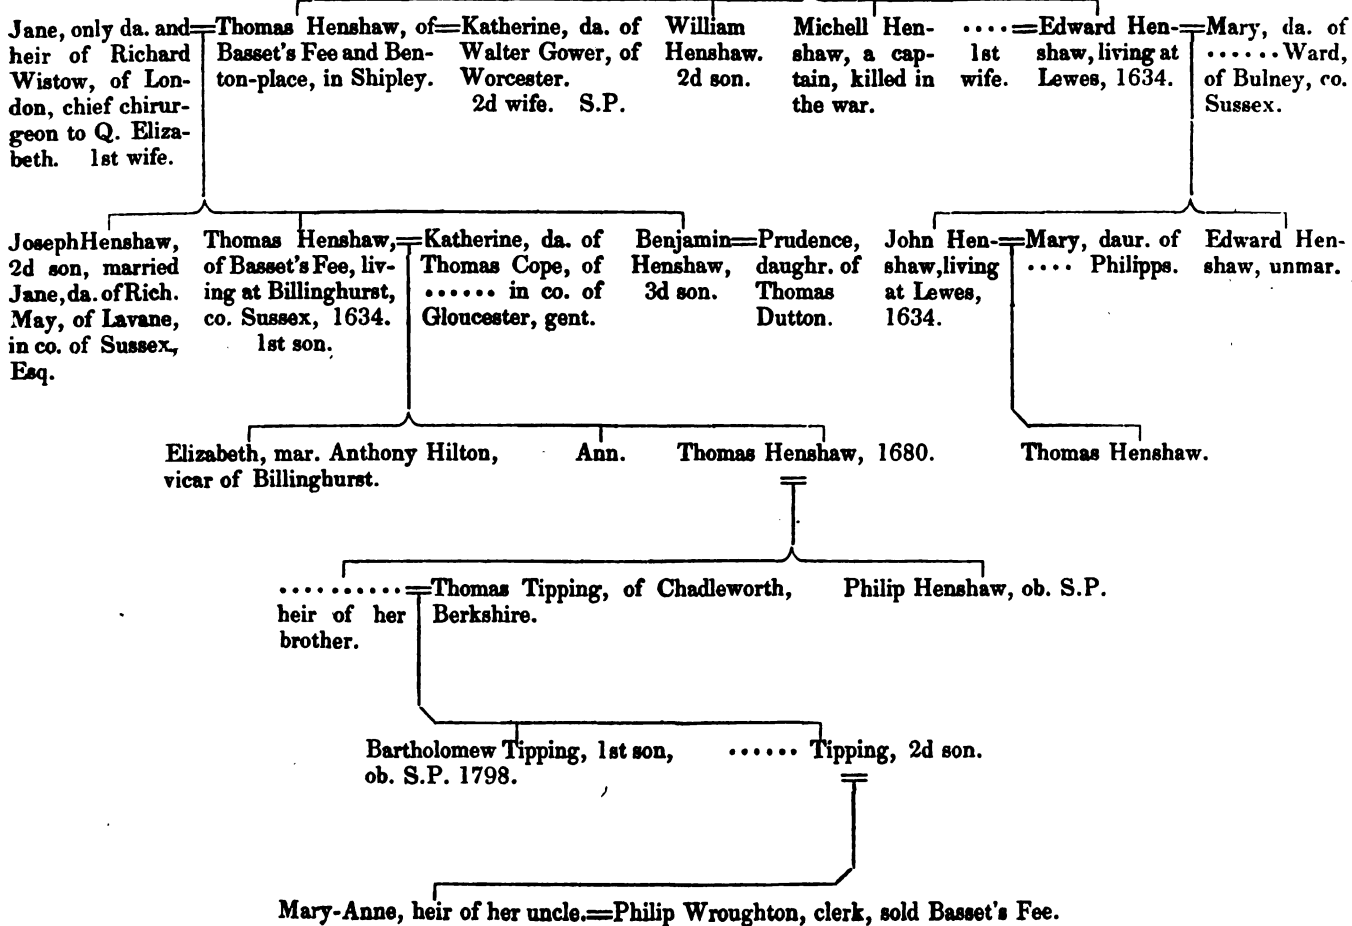 Jane, only da. and
heir of Richard
Wistow, of Lon-
don, chief chirur-
geon to Q. Eliza-
beth. 1st wife.
=Thomas Henshaw, of
Basset's Fee and Ben-
ton-place, in Shipley.
=Katherine, da. of
Walter Gower, of
Worcester.
2d wife. S.P.
William
Henshaw.
2d son.
Michell Hen-
shaw, a cap-
tain, killed in
the war.
....
1st
wife.
=Edward Hen-
shaw, living at
Lewes, 1634.
=Mary, da. of
...... Ward,
of Bulney, co.
Sussex.
Joseph Henshaw,
2d son, married
Jane, da. of Rich.
May, of Lavane,
in co. of Sussex,
Esq.
Thomas Henshaw,
of Basset's Fee, liv-
ing at Billinghurst,
co. Sussex, 1634.
1st son.
=Katherine, da. of
Thomas Cope, of
...... in co. of
Gloucester, gent.
Benjamin
Henshaw,
3d son.
=Prudence,
daughr. of
Thomas
Dutton.
John Hen-
shaw, living
at Lewes,
1634.
=Mary, daur. of
.... Philipps.
Edward Hen-
shaw, unmar.
Elizabeth, mar. Anthony Hilton,
vicar of Billinghurst.
Ann.
Thomas Henshaw, 1680.
Thomas Henshaw.
..........
heir of her
brother.
=Thomas Tipping, of Chadleworth,
Berkshire.
Philip Henshaw, ob. S.P.
Bartholomew Tipping, 1st son,
ob. S.P. 1798.
...... Tipping, 2d son.
Mary-Anne, heir of her uncle.=Philip Wroughton, clerk, sold Basset's Fee.